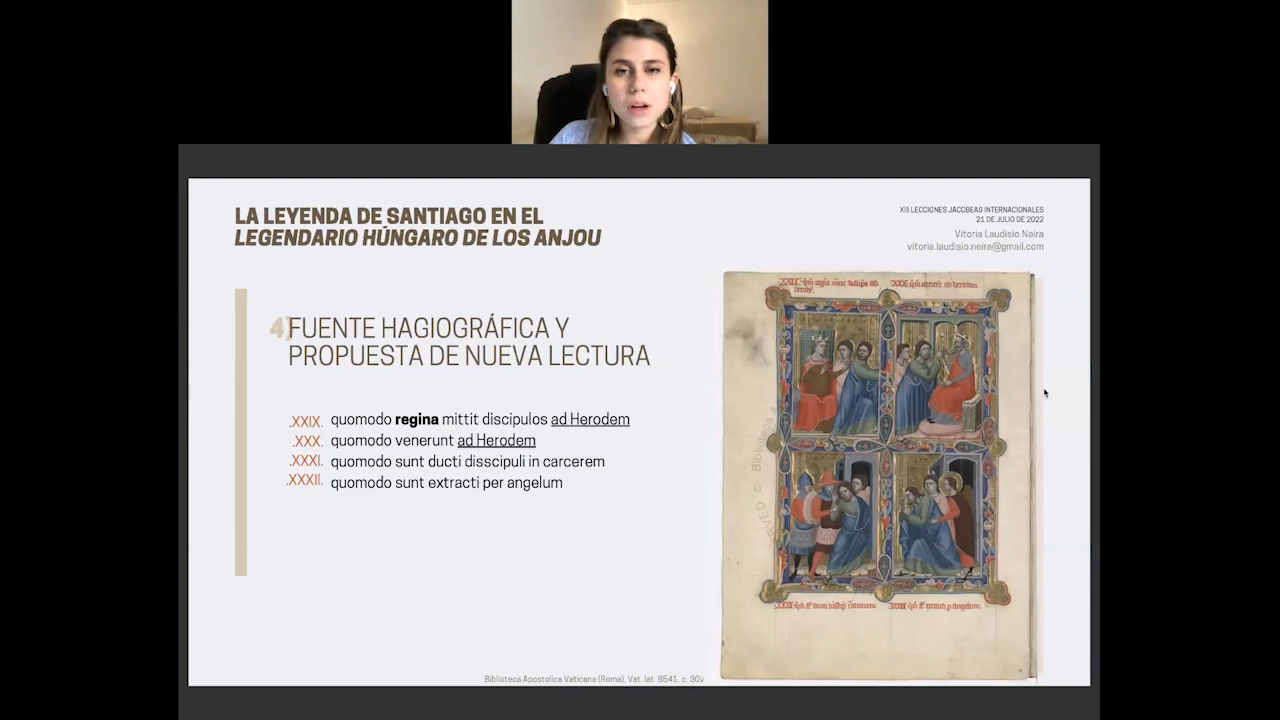 LA LEYENDA DE SANTIAGO EN EL
LEGENDARIO HÚNGARO DE LOS ANJOU
XIII LECCIONES JACOBEAS INTERNACIONALES
21 DE JULIO DE 2022
Vitoria Laudisio Neira
vitoria.laudisio.neira@gmail.com
4) FUENTE HAGIOGRÁFICA Y
PROPUESTA DE NUEVA LECTURA
.XXIX. quomodo regina mittit discipulos ad Herodem
.XXX. quomodo venerunt ad Herodem
.XXXI. quomodo sunt ducti disscipuli in carcerem
.XXXII. quomodo sunt extracti per angelum
Biblioteca Apostolica Vaticana (Roma), Vat. lat. 8541, c. 30v